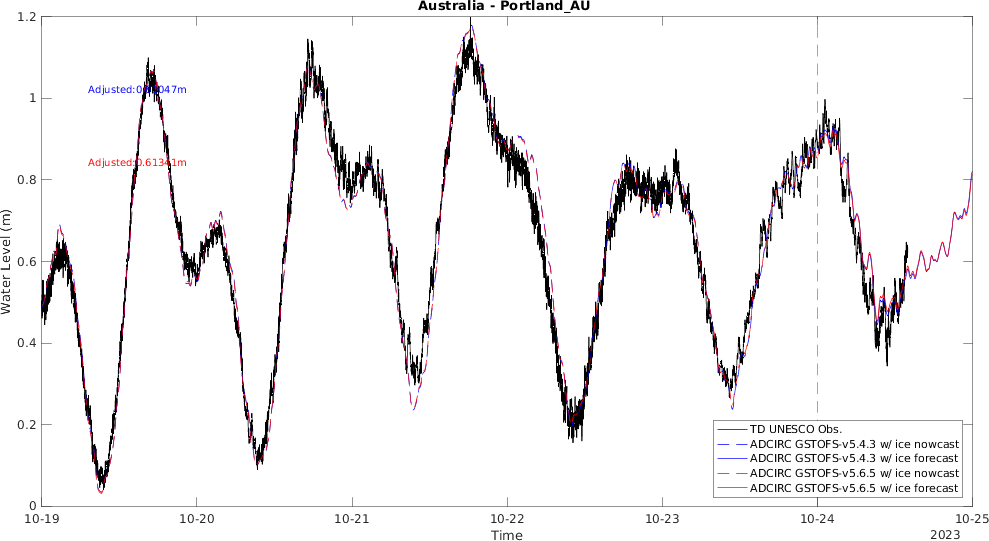 Australia - Portland_AU
1.2
1
0.8
0.6
0.4
0.2
0
Water Level (m)
Adjusted:
Adjusted:0.61341m
TD UNESCO Obs.
ADCIRC GSTOFS-v5.4.3 w/ ice nowcast
ADCIRC GSTOFS-v5.4.3 w/ ice forecast
ADCIRC GSTOFS-v5.6.5 w/ ice nowcast
ADCIRC GSTOFS-v5.6.5 w/ ice forecast
10-19 10-20 10-21 10-22 10-23 10-24 10-25
Time
2023